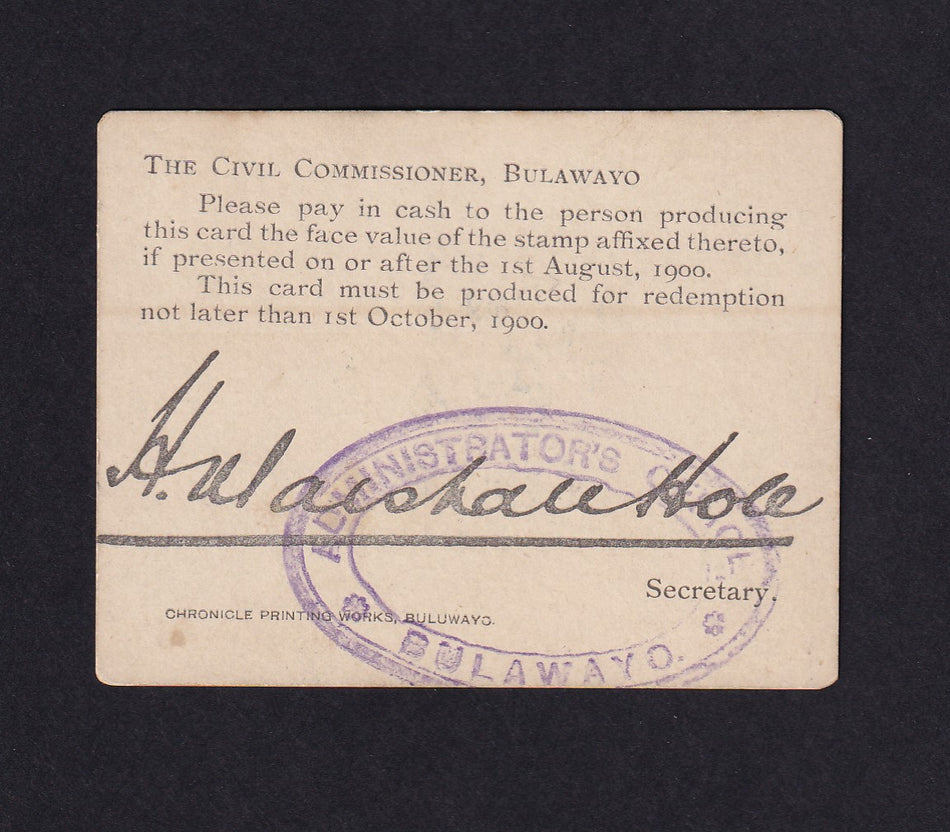 THE CIVIL COMMISSIONER, BULAWAYO
Please pay in cash to the person producing
this card the face value of the stamp affixed thereto,
if presented on or after the 1st August, 1900.
This card must be produced for redemption
not later than 1st October, 1900.
H. Marshall Hole
ADMINISTRATOR'S OFFICE
Secretary.
CHRONICLE PRINTING WORKS, BULUWAYO.
BULAWAYO.